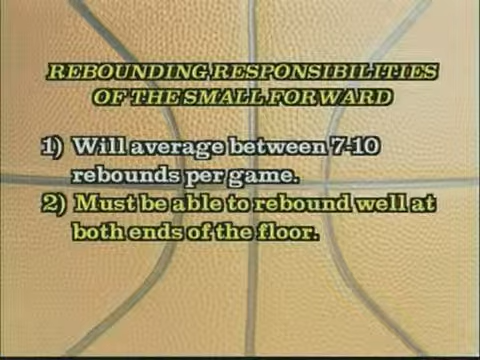 REBOUNDING RESPONSIBILITIES
OF THE SMALL FORWARD
1) Will average between 7-10
rebounds per game.
2) Must be able to rebound well at
both ends of the floor.